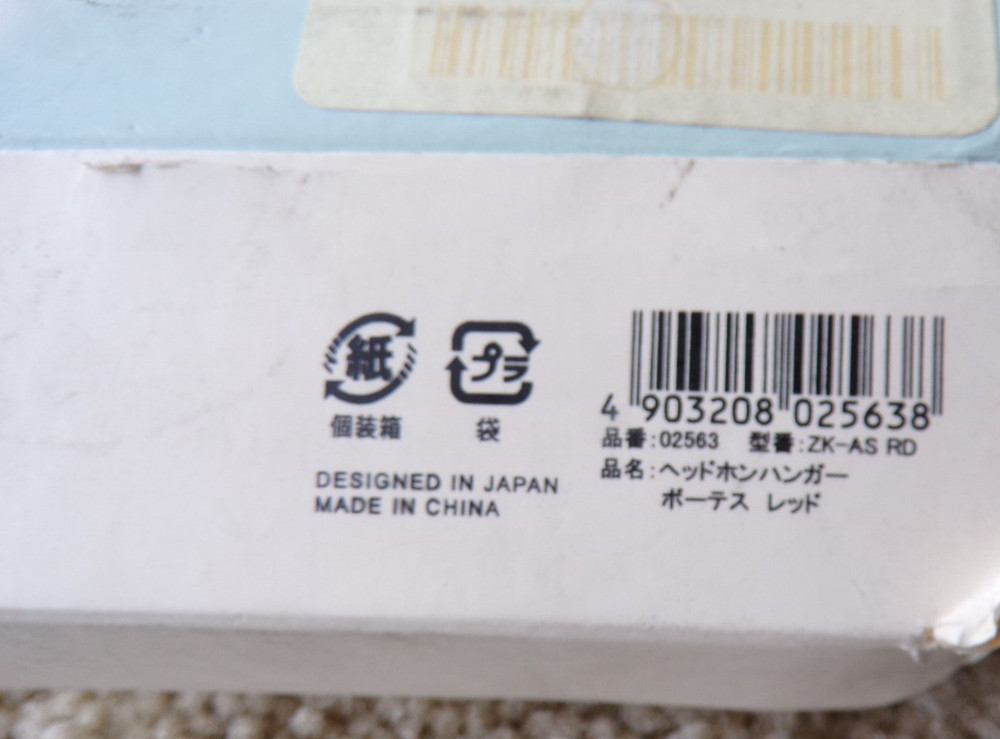 紙
個装箱
プラ
袋
DESIGNED IN JAPAN
MADE IN CHINA
4 903208 025638
品番:02563 型番:ZK-AS RD
品名:ヘッドホンハンガー
ボーテス レッド